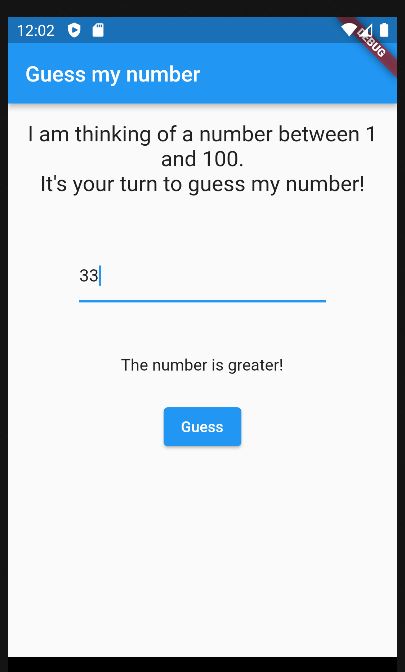 12:02
DEBUG
Guess my number
I am thinking of a number between 1
and 100.
It's your turn to guess my number!
33
The number is greater!
Guess